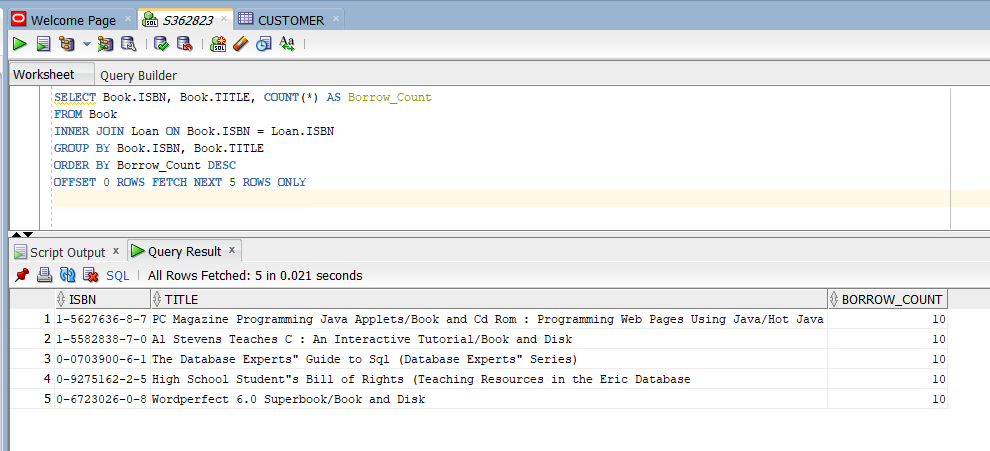 Welcome Page S362823 CUSTOMER
SQL
Aa
Worksheet Query Builder
SELECT Book.ISBN, Book.TITLE, COUNT(*) AS Borrow_Count
FROM Book
INNER JOIN Loan ON Book.ISBN = Loan.ISBN
GROUP BY Book.ISBN, Book.TITLE
ORDER BY Borrow_Count DESC
OFFSET 0 ROWS FETCH NEXT 5 ROWS ONLY
Script Output x Query Result x
SQL | All Rows Fetched: 5 in 0.021 seconds
ISBN TITLE BORROW_COUNT
1 1-5627636-8-7 PC Magazine Programming Java Applets/Book and Cd Rom : Programming Web Pages Using Java/Hot Java 10
2 1-5582838-7-0 Al Stevens Teaches C : An Interactive Tutorial/Book and Disk 10
3 0-0703900-6-1 The Database Experts" Guide to Sql (Database Experts" Series) 10
4 0-9275162-2-5 High School Student"s Bill of Rights (Teaching Resources in the Eric Database 10
5 0-6723026-0-8 Wordperfect 6.0 Superbook/Book and Disk 10